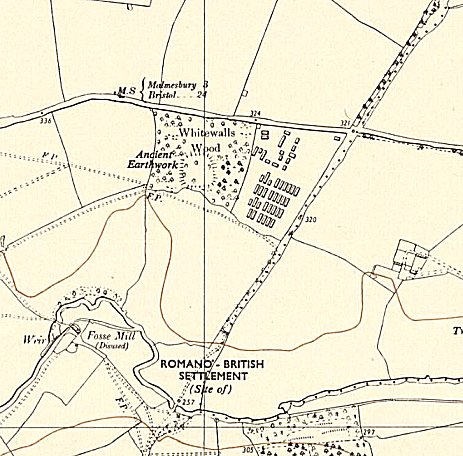 M.S
Malmesbury 3
Bristol . . . 24
324
321
336
Whitewalls
Wood
Ancient
Earthwork
F.P.
F.P.
320
Fosse Mill
(Disused)
Weir
ROMANO - BRITISH
SETTLEMENT
(Site of)
257
F.P.
297
305